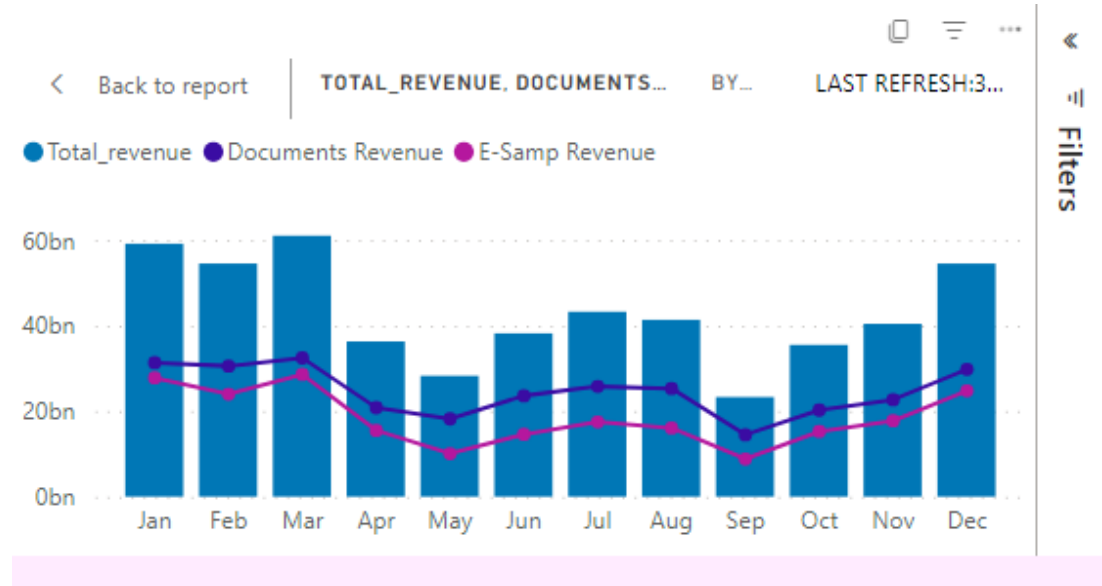 Back to report
TOTAL_REVENUE, DOCUMENTS... BY... LAST REFRESH:3...
Filters
Total_revenue Documents Revenue E-Samp Revenue
60bn
40bn
20bn
0bn
Jan Feb Mar Apr May Jun Jul Aug Sep Oct Nov Dec